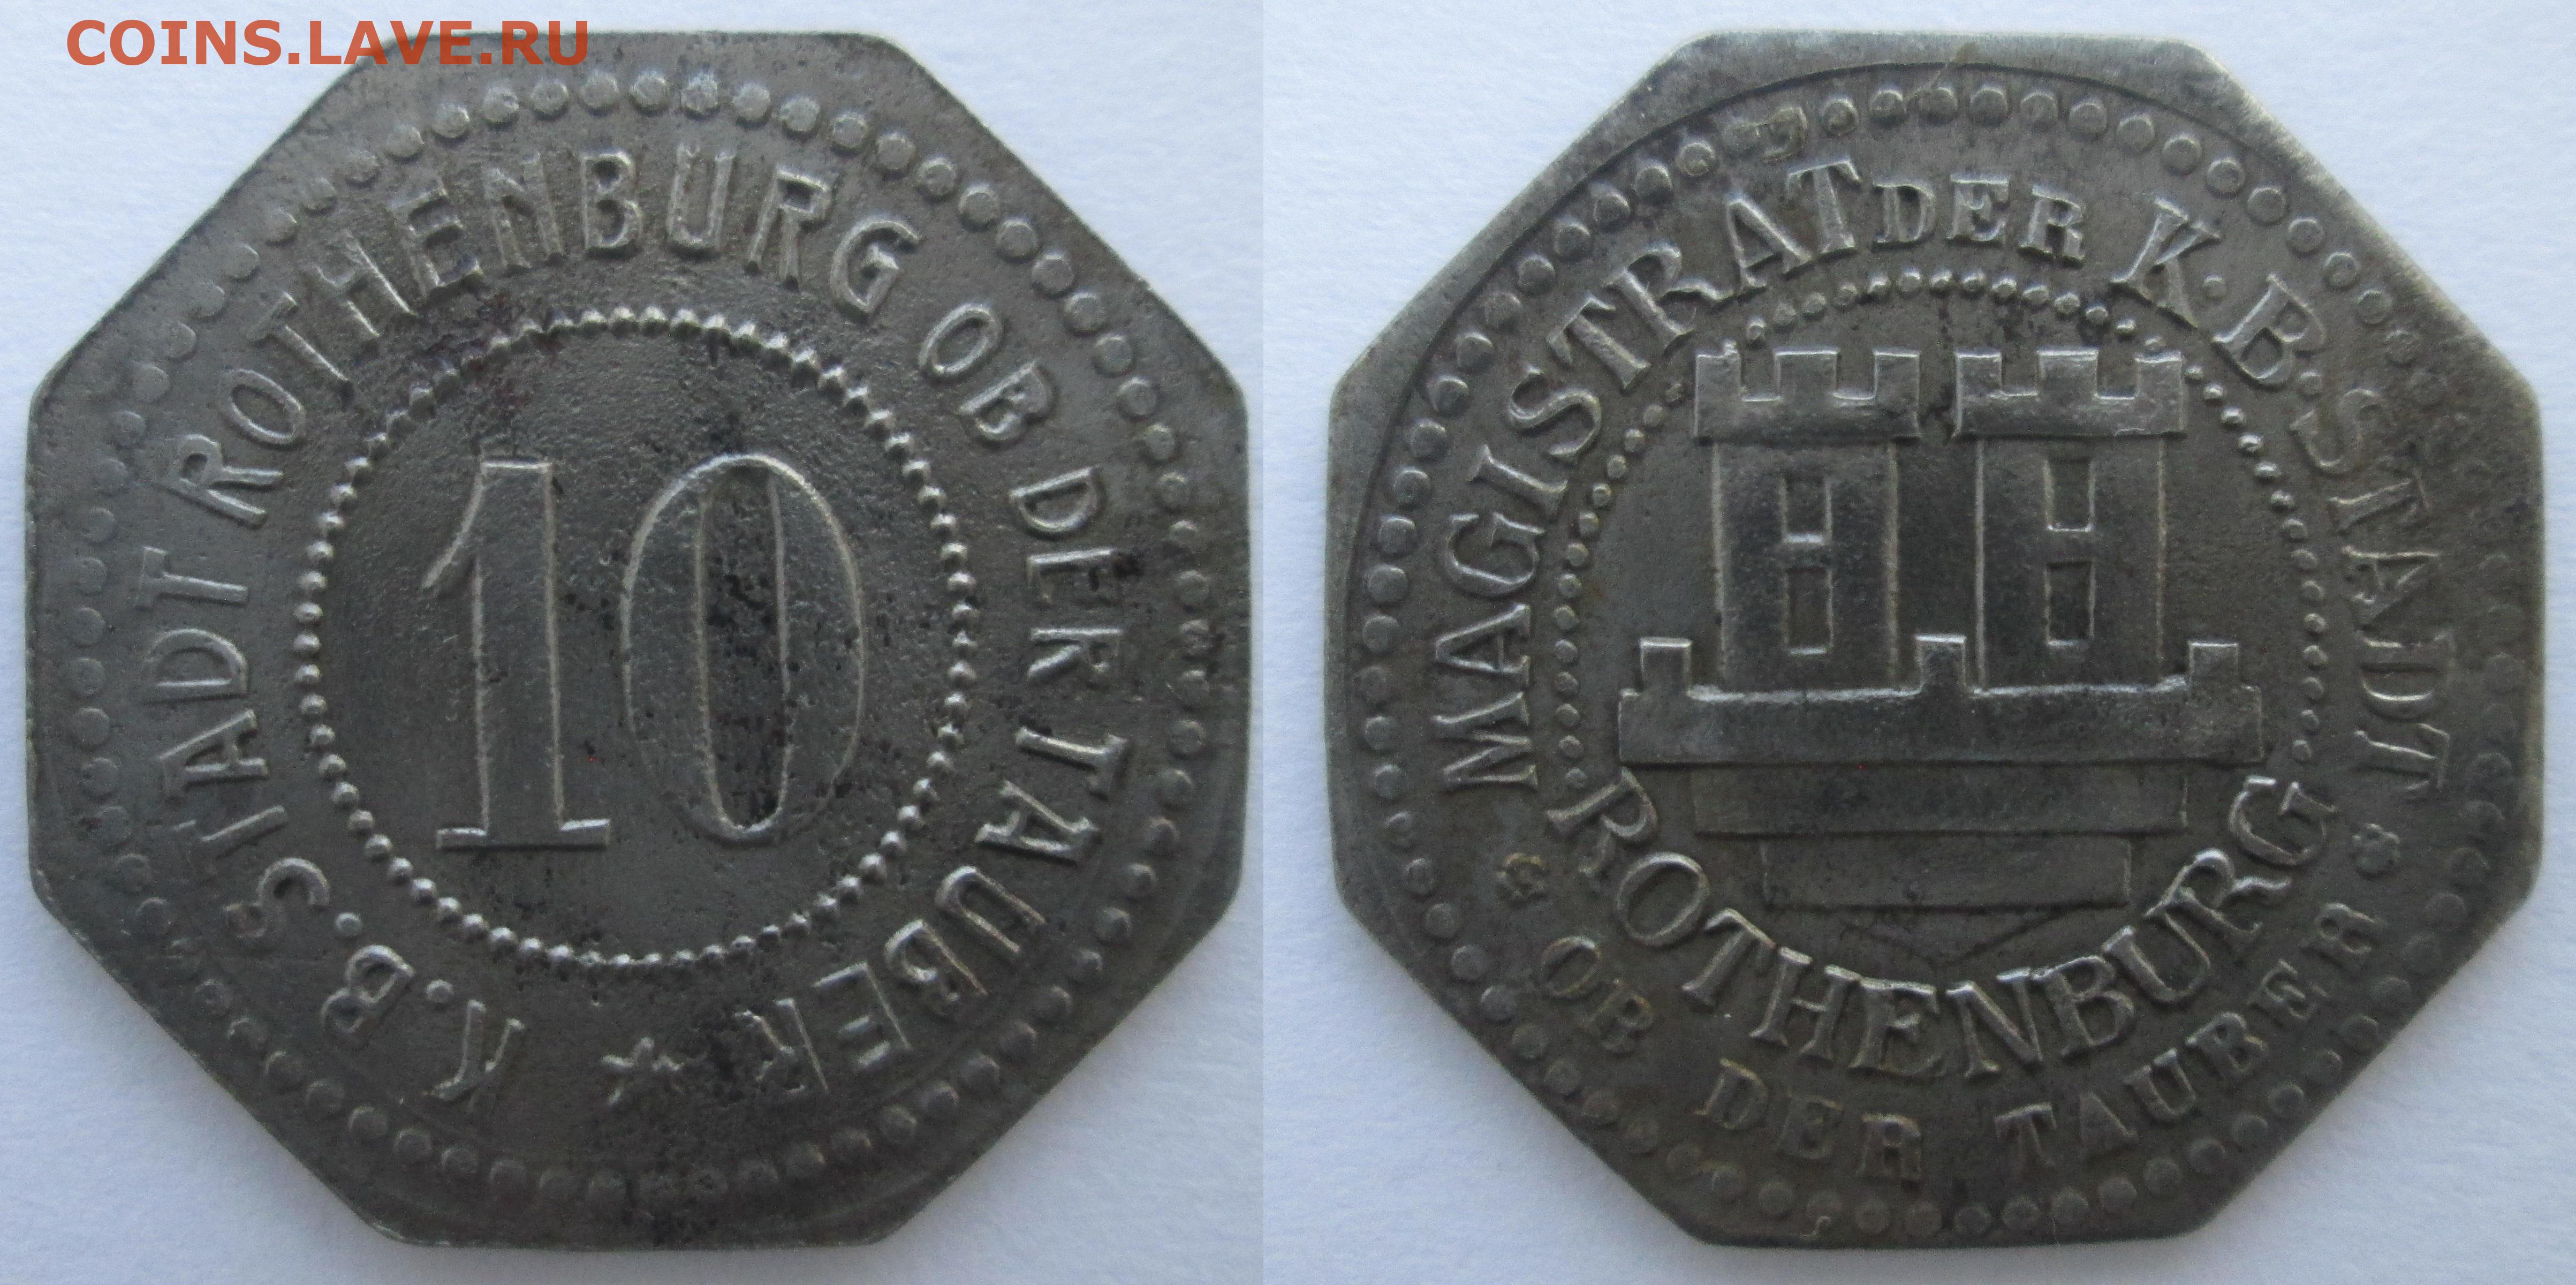 COINS.LAVE.RU
K.B.STADT ROTHENBURG OB DER TAUBER *
10
MAGISTRAT DER K.B.STADT
ROTHENBURG
* OB DER TAUBER *